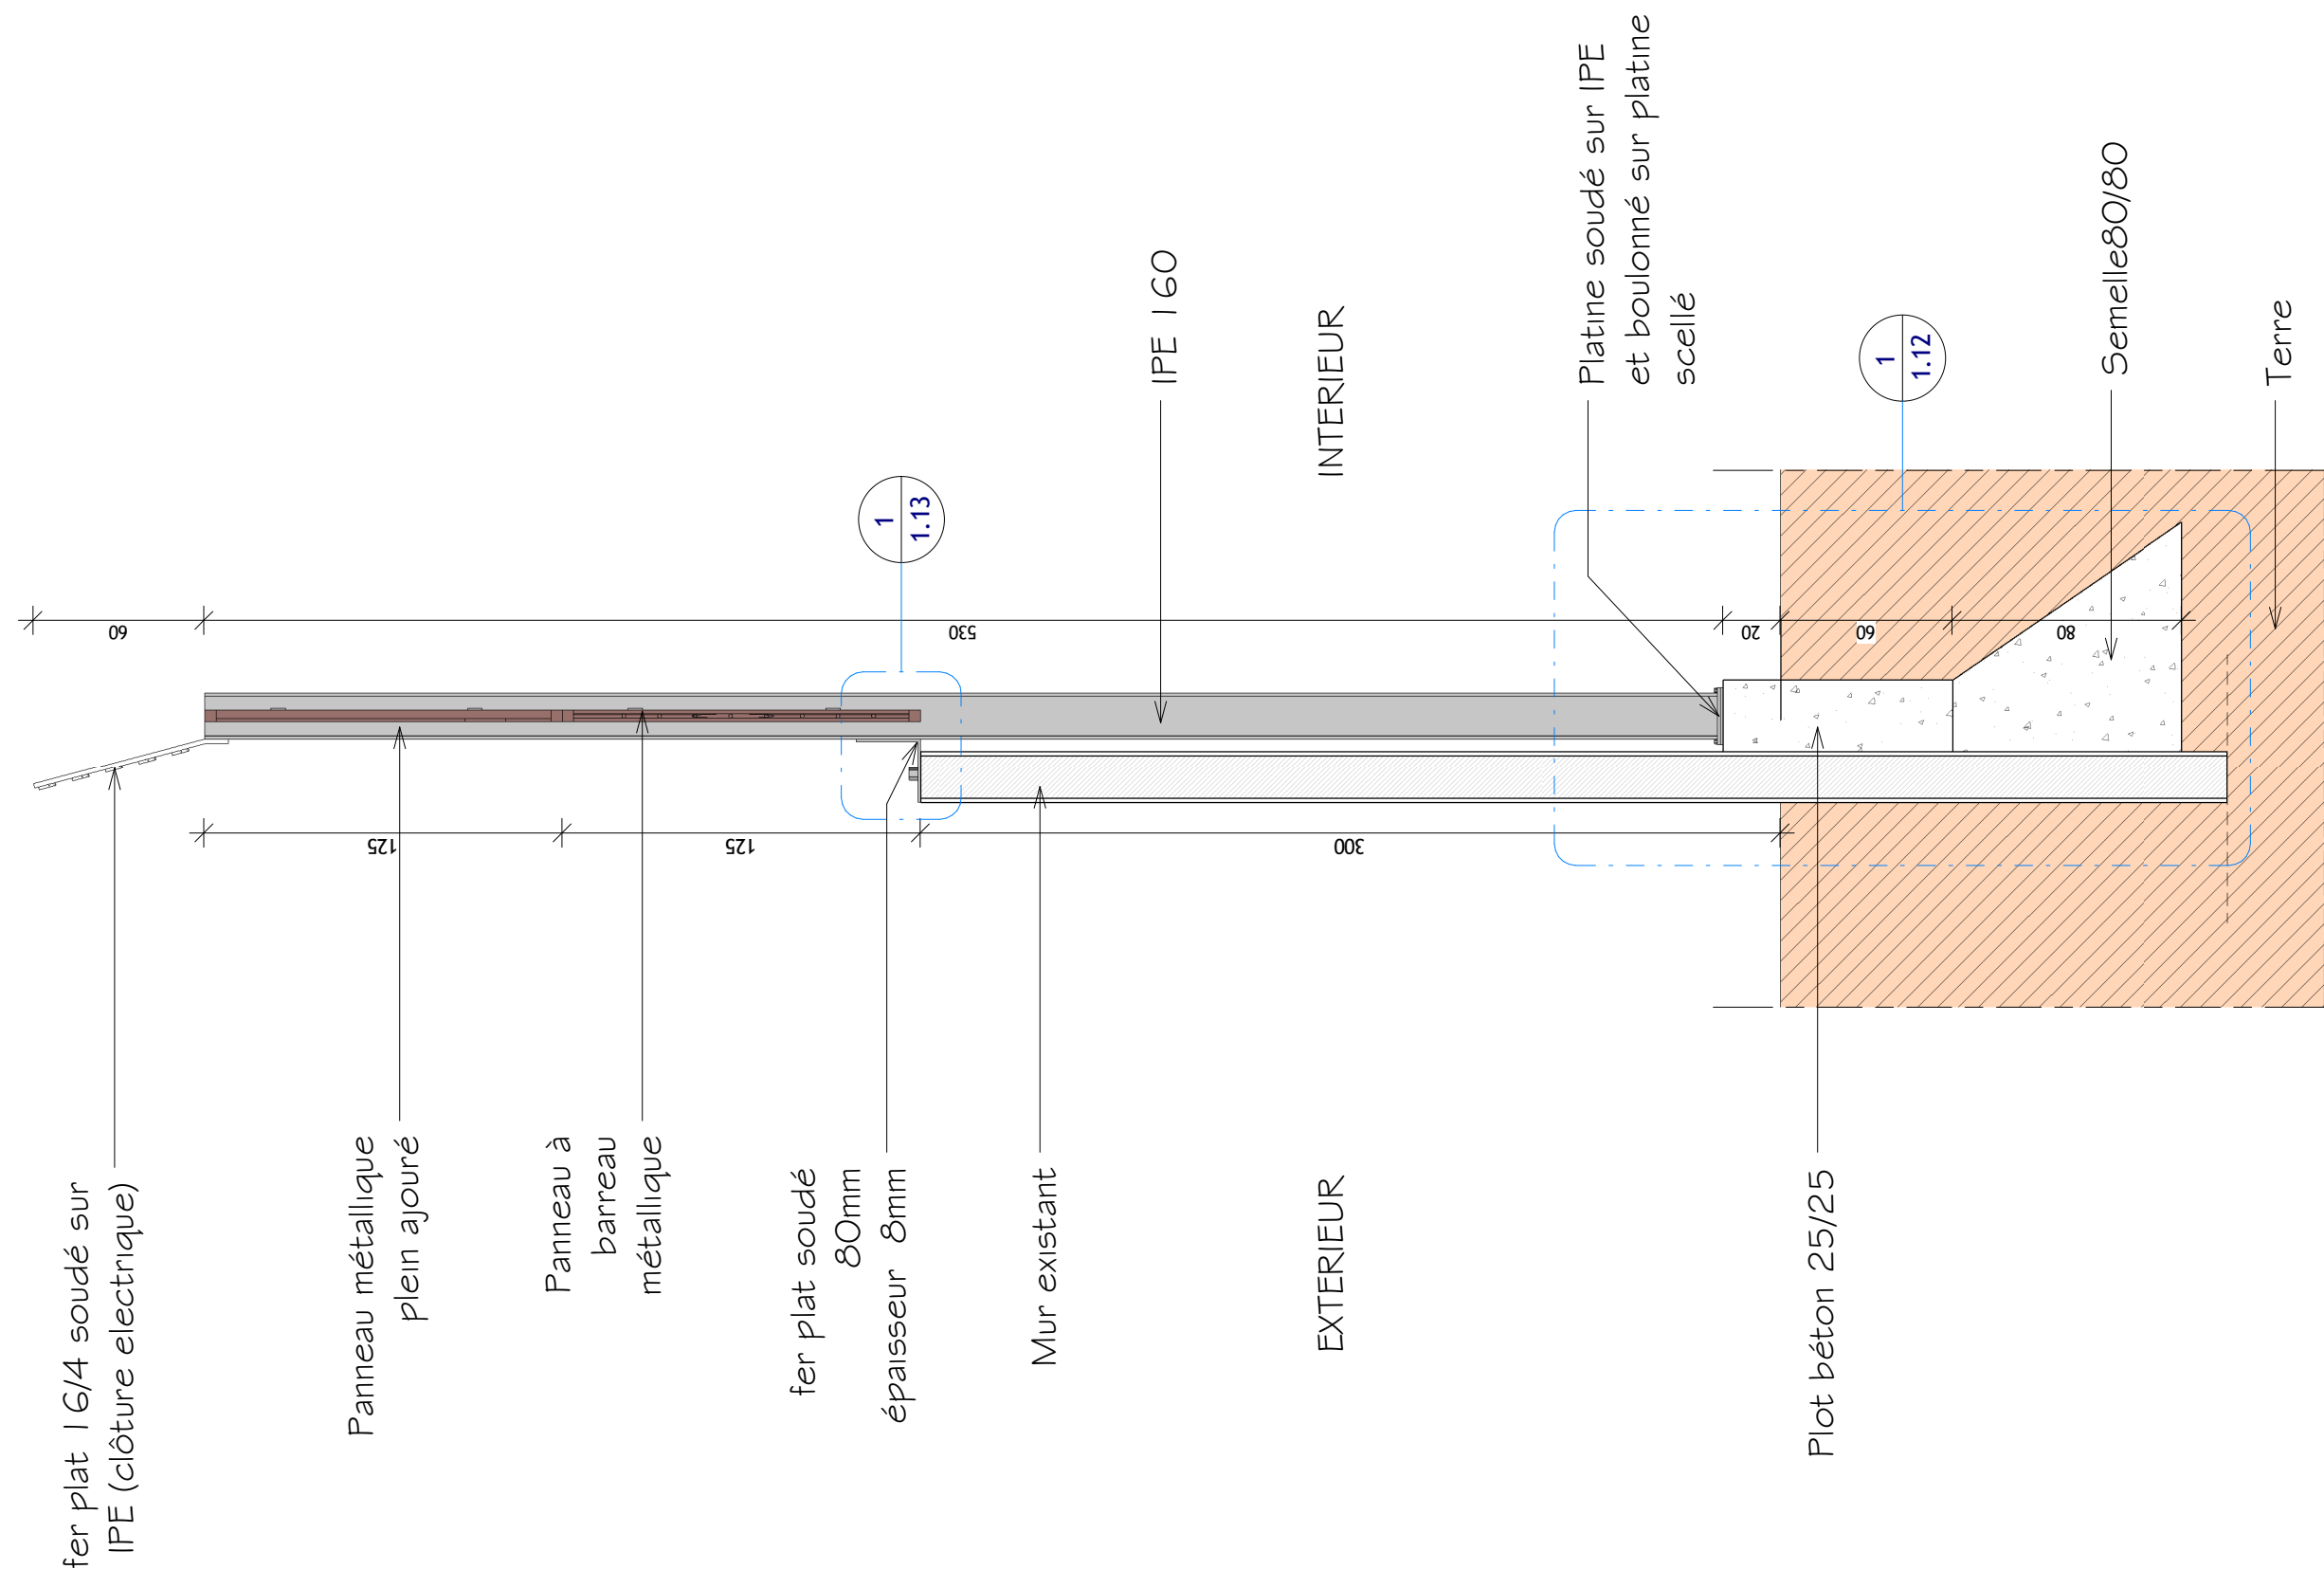 fer plat 16/4 soudé sur
IPE (clôture electrique)
Panneau métallique
plein ajouré
Panneau à
barreau
métallique
fer plat soudé
80mm
épaisseur 8mm
Mur existant
EXTERIEUR
Plot béton 25/25
125
125
300
60
530
20
60
80
1
1.13
IPE 160
INTERIEUR
Platine soudé sur IPE
et boulonné sur platine
scellé
1
1.12
Semelle80/80
Terre